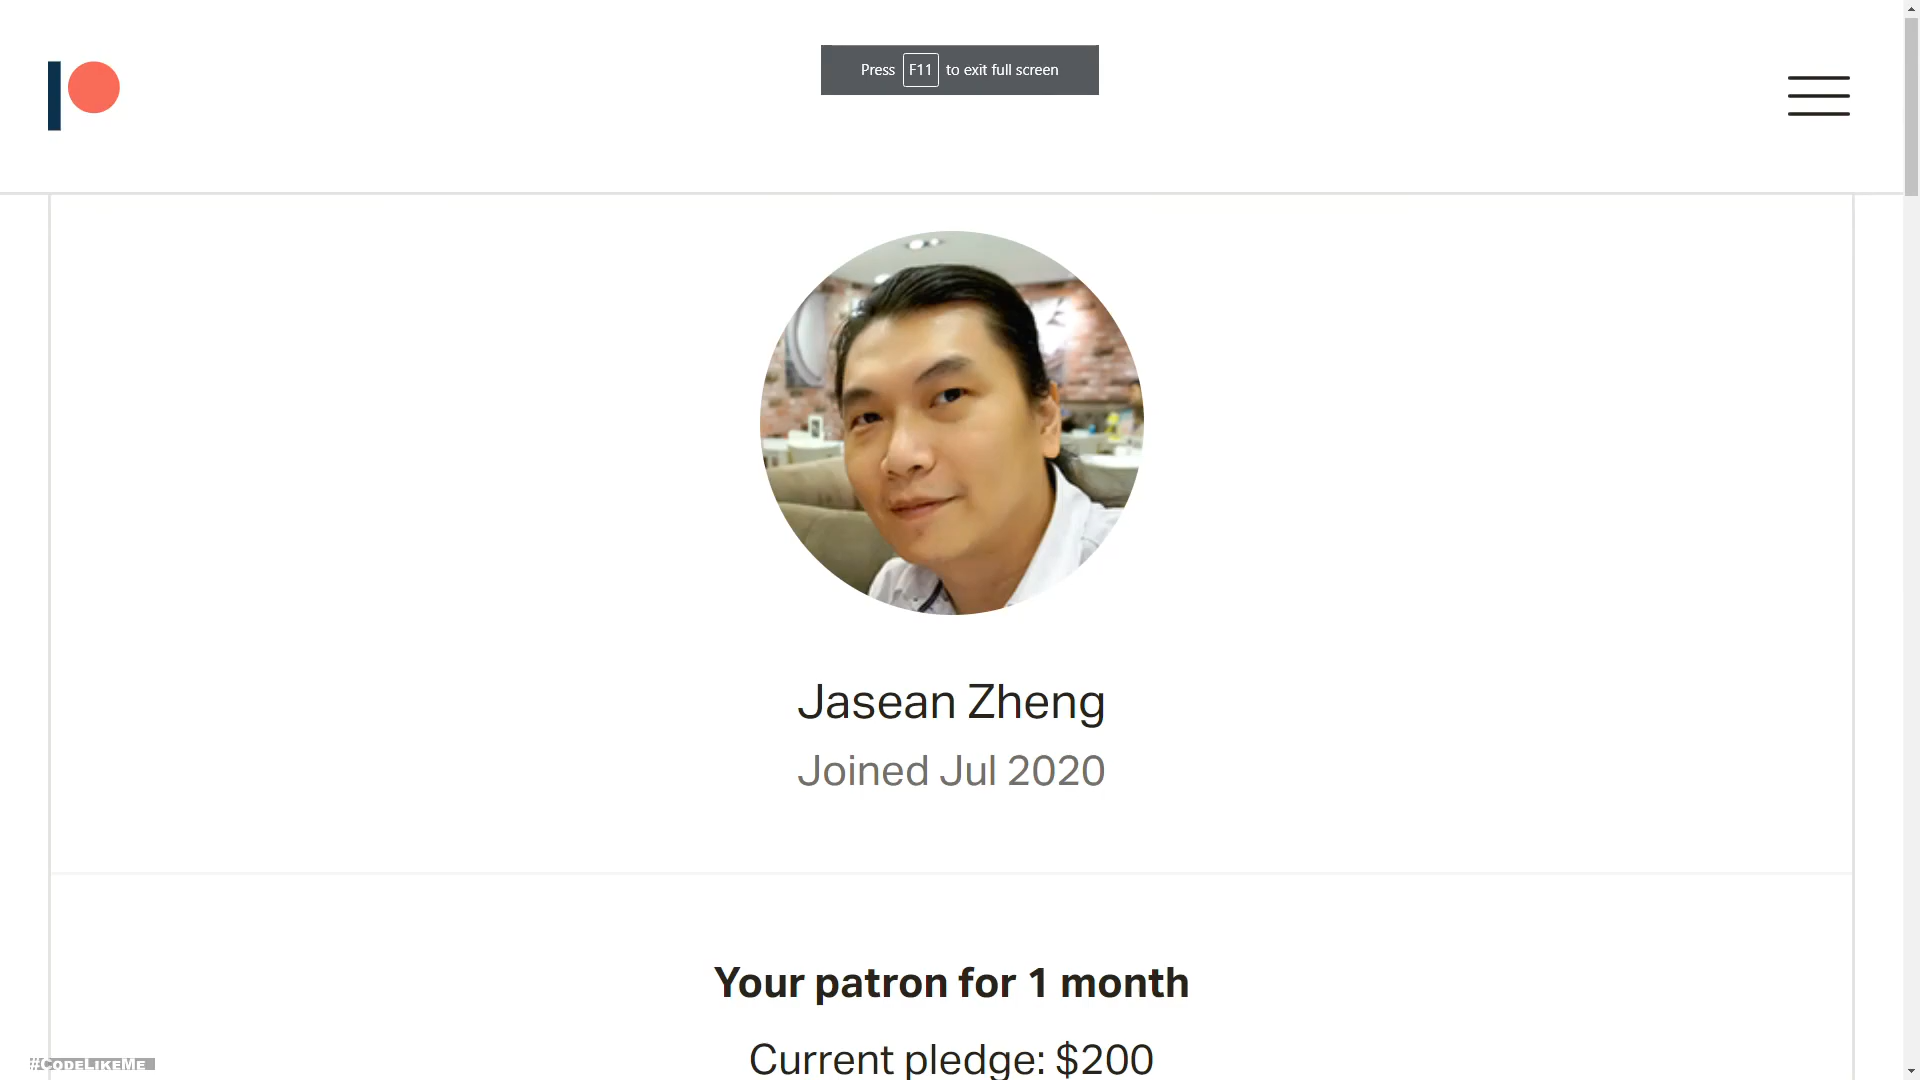 Press F11 to exit full screen
Jasean Zheng
Joined Jul 2020
Your patron for 1 month
Current pledge: $200
#CodeLikeMe